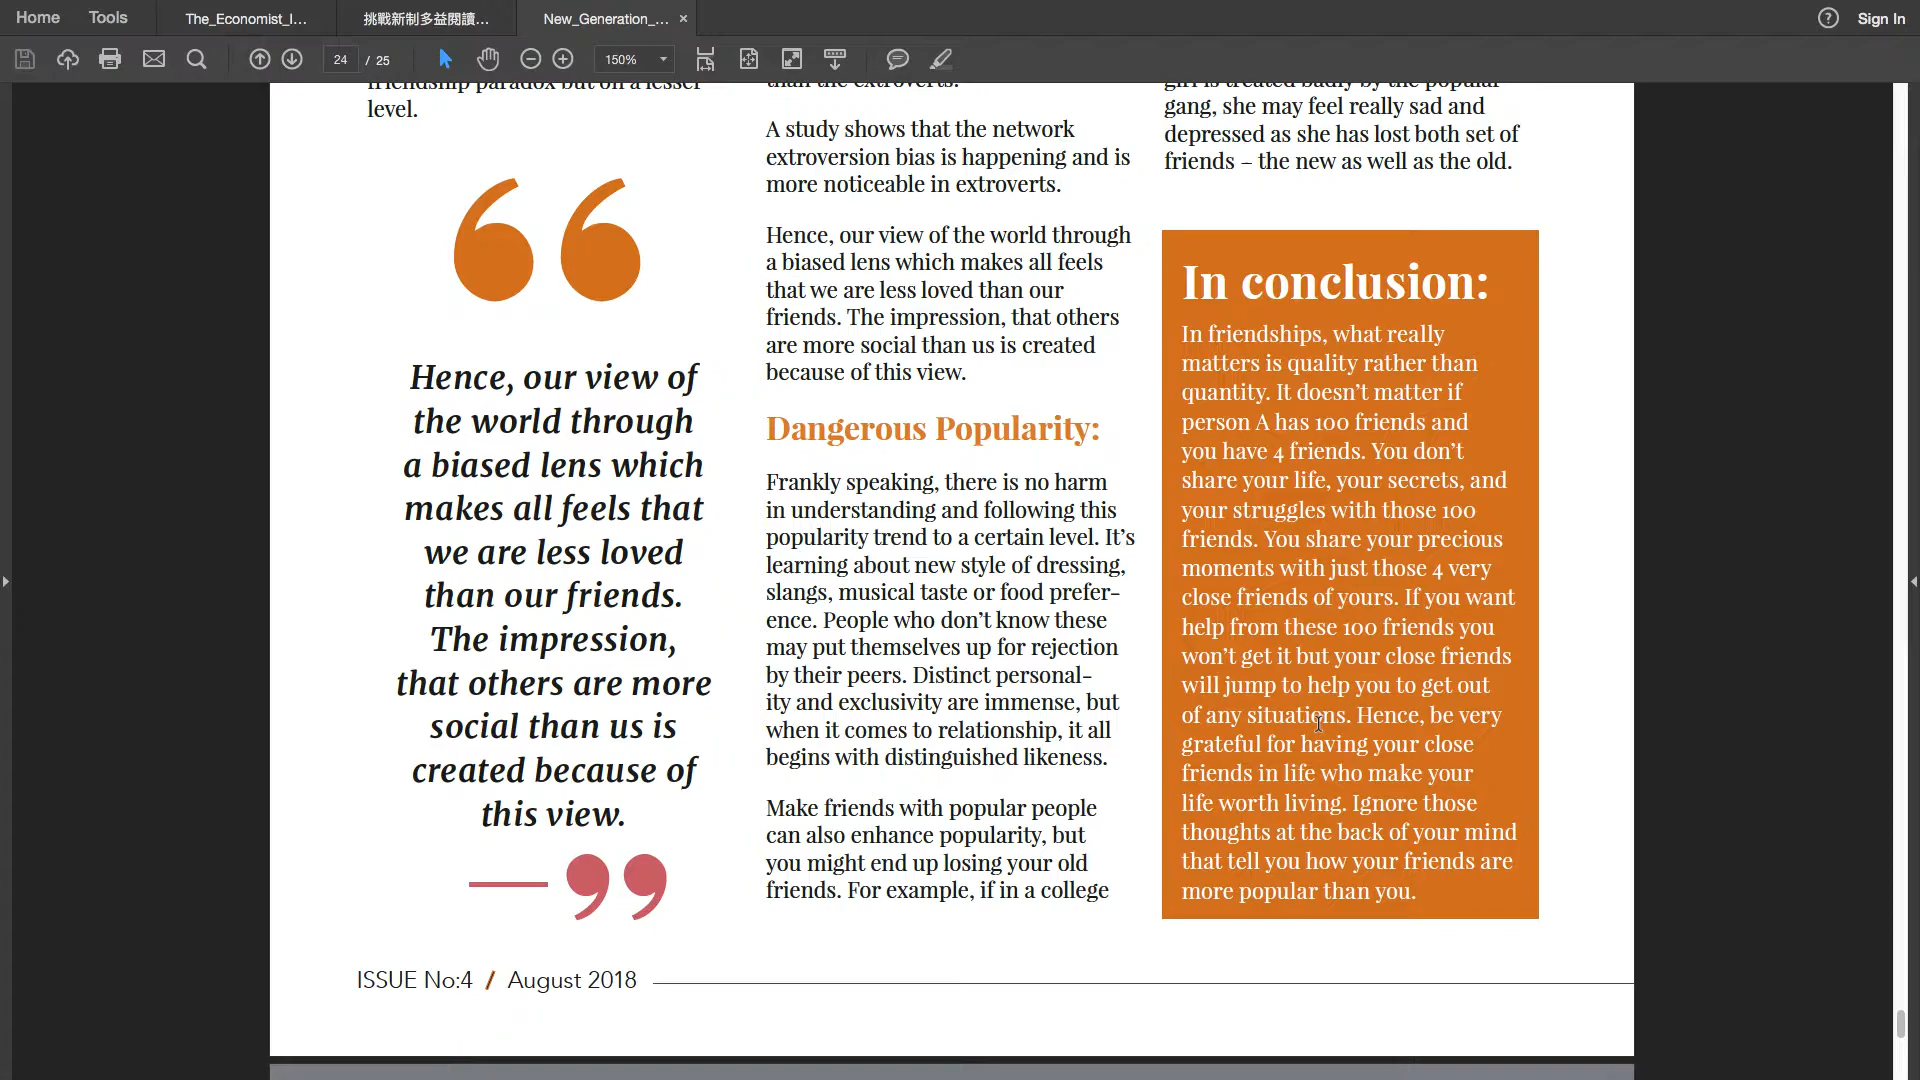 Home
Tools
The_Economist_I...
挑戰新制多益閱讀...
New_Generation_...
Sign In
24 / 25
150%
friendship paradox but on a lesser
level.
Hence, our view of
the world through
a biased lens which
makes all feels that
we are less loved
than our friends.
The impression,
that others are more
social than us is
created because of
this view.
than the extroverts.
A study shows that the network
extroversion bias is happening and is
more noticeable in extroverts.
Hence, our view of the world through
a biased lens which makes all feels
that we are less loved than our
friends. The impression, that others
are more social than us is created
because of this view.
Dangerous Popularity:
Frankly speaking, there is no harm
in understanding and following this
popularity trend to a certain level. It’s
learning about new style of dressing,
slangs, musical taste or food prefer-
ence. People who don’t know these
may put themselves up for rejection
by their peers. Distinct personal-
ity and exclusivity are immense, but
when it comes to relationship, it all
begins with distinguished likeness.
Make friends with popular people
can also enhance popularity, but
you might end up losing your old
friends. For example, if in a college
girl is treated badly by the popular
gang, she may feel really sad and
depressed as she has lost both set of
friends – the new as well as the old.
In conclusion:
In friendships, what really
matters is quality rather than
quantity. It doesn’t matter if
person A has 100 friends and
you have 4 friends. You don’t
share your life, your secrets, and
your struggles with those 100
friends. You share your precious
moments with just those 4 very
close friends of yours. If you want
help from these 100 friends you
won’t get it but your close friends
will jump to help you to get out
of any situations. Hence, be very
grateful for having your close
friends in life who make your
life worth living. Ignore those
thoughts at the back of your mind
that tell you how your friends are
more popular than you.
ISSUE No:4 / August 2018